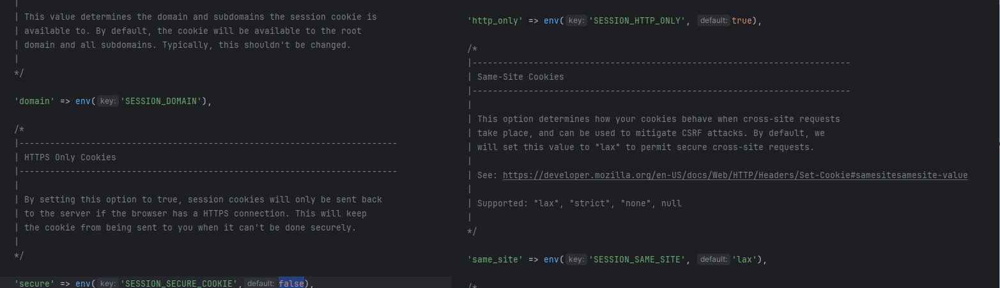 |
| This value determines the domain and subdomains the session cookie is
| available to. By default, the cookie will be available to the root
| domain and all subdomains. Typically, this shouldn't be changed.
|
*/
'domain' => env( key: 'SESSION_DOMAIN'),
/*
|--------------------------------------------------------------------------
| HTTPS Only Cookies
|--------------------------------------------------------------------------
|
| By setting this option to true, session cookies will only be sent back
| to the server if the browser has a HTTPS connection. This will keep
| the cookie from being sent to you when it can't be done securely.
|
*/
'secure' => env( key: 'SESSION_SECURE_COOKIE', default: false),
'http_only' => env( key: 'SESSION_HTTP_ONLY', default: true),
/*
|--------------------------------------------------------------------------
| Same-Site Cookies
|--------------------------------------------------------------------------
|
| This option determines how your cookies behave when cross-site requests
| take place, and can be used to mitigate CSRF attacks. By default, we
| will set this value to "lax" to permit secure cross-site requests.
|
| See: https://developer.mozilla.org/en-US/docs/Web/HTTP/Headers/Set-Cookie#samesitesamesite-value
|
| Supported: "lax", "strict", "none", null
|
*/
'same_site' => env( key: 'SESSION_SAME_SITE', default: 'lax'),
/*